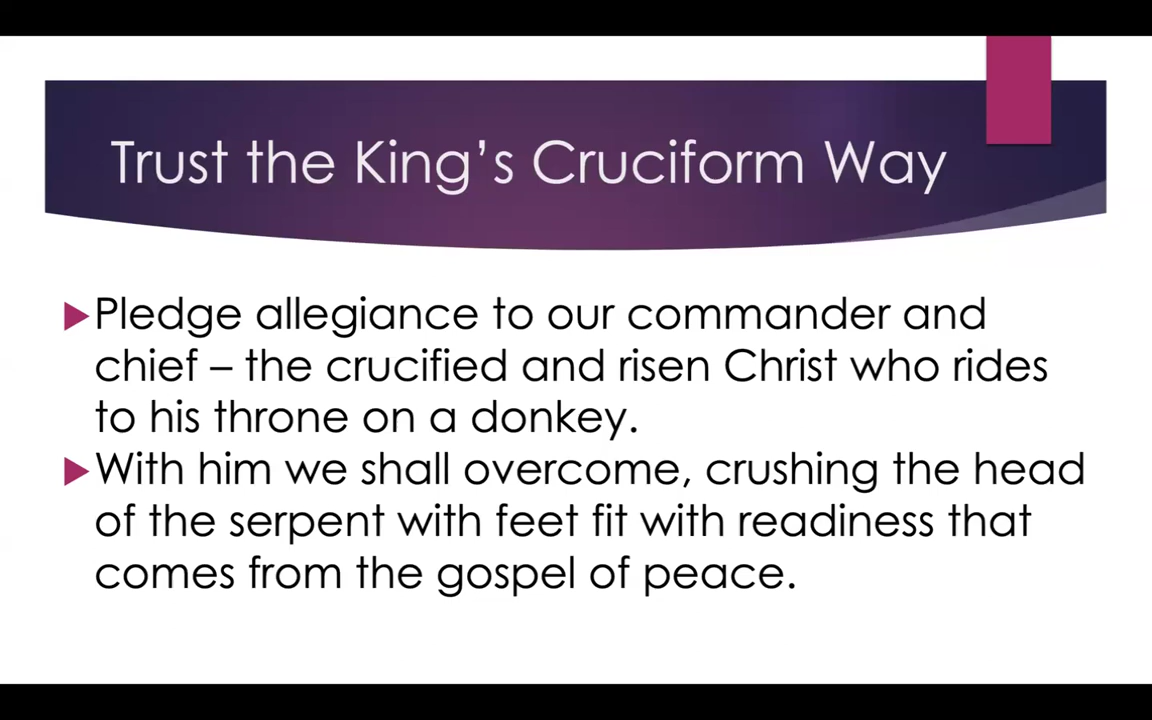 Trust the King’s Cruciform Way
Pledge allegiance to our commander and
chief – the crucified and risen Christ who rides
to his throne on a donkey.
With him we shall overcome, crushing the head
of the serpent with feet fit with readiness that
comes from the gospel of peace.